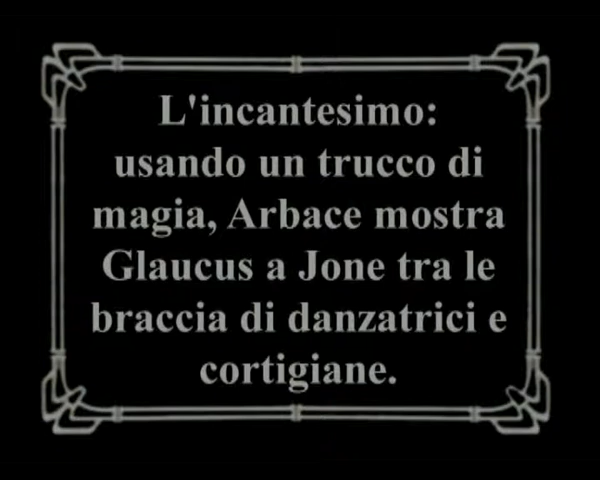 L'incantesimo:
usando un trucco di
magia, Arbace mostra
Glaucus a Jone tra le
braccia di danzatrici e
cortigiane.